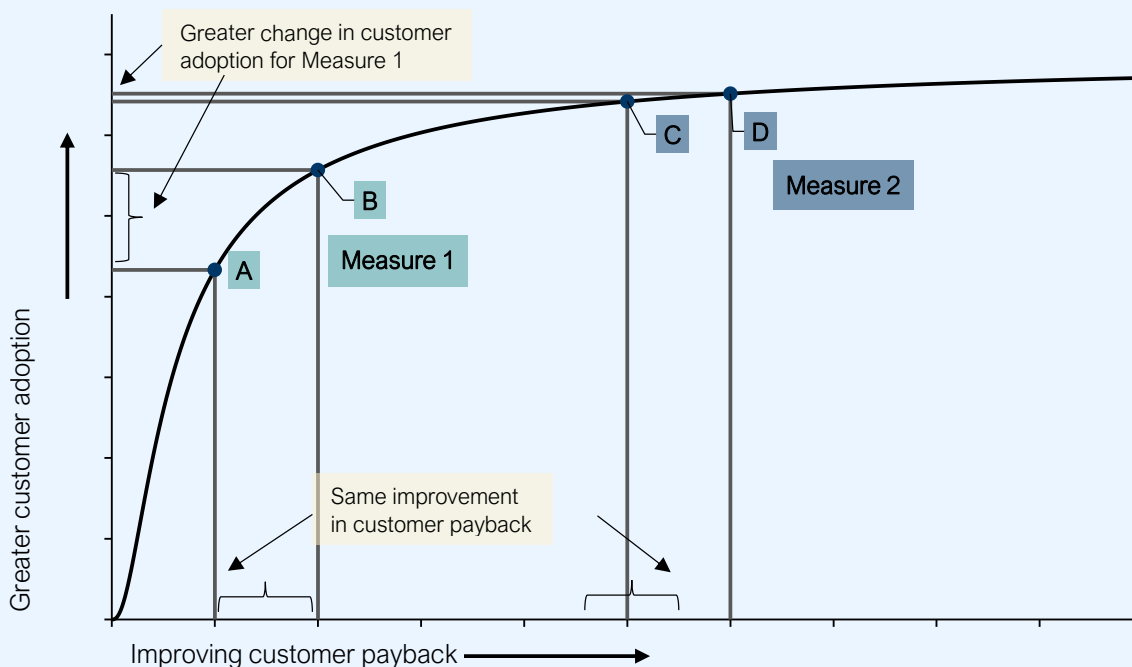 Greater change in customer
adoption for Measure 1
C
D
Measure 2
B
A
Measure 1
Greater customer adoption
Same improvement
in customer payback
Improving customer payback